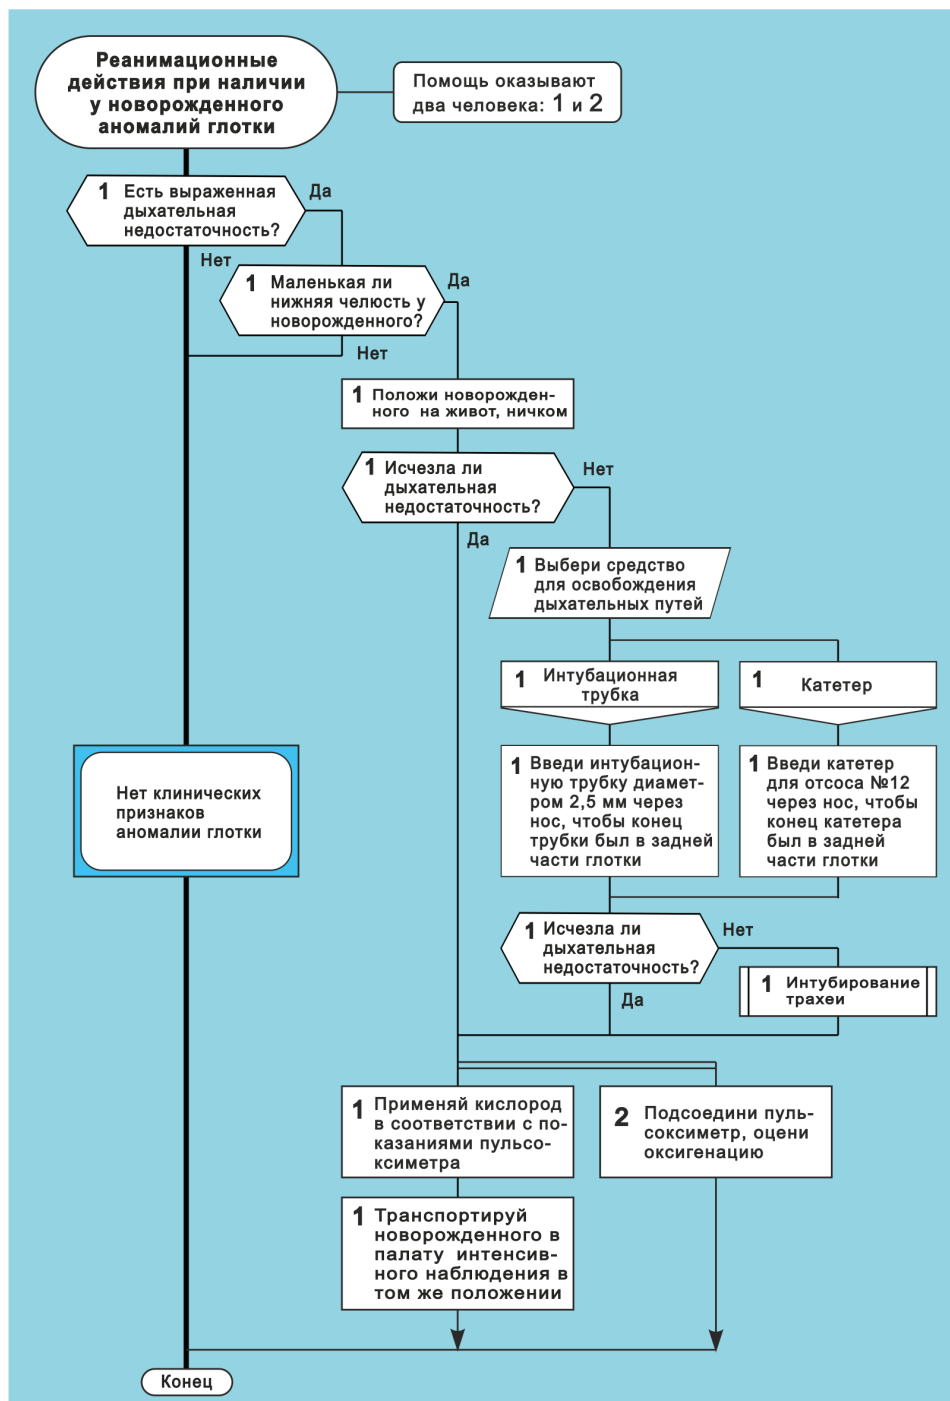 Реанимационные
действия при наличии
у новорожденного
аномалий глотки
Помощь оказывают
два человека: 1 и 2
1 Есть выраженная
дыхательная
недостаточность?
Да
Нет
1 Маленькая ли
нижняя челюсть у
новорожденного?
Да
Нет
1 Положи новорожден-
ного на живот, ничком
1 Исчезла ли
дыхательная
недостаточность?
Нет
Да
1 Выбери средство
для освобождения
дыхательных путей
1 Интубационная
трубка
1 Катетер
1 Введи интубацион-
ную трубку диамет-
ром 2,5 мм через
нос, чтобы конец
трубки был в задней
части глотки
1 Введи катетер
для отсоса №12
через нос, чтобы
конец катетера
был в задней
части глотки
Нет клинических
признаков
аномалии глотки
1 Исчезла ли
дыхательная
недостаточность?
Нет
Да
1 Интубирование
трахеи
1 Применяй кислород
в соответствии с по-
казаниями пульсо-
ксиметра
2 Подсоедини пуль-
соксиметр, оцени
оксигенацию
1 Транспортируй
новорожденного в
палату интенсив-
ного наблюдения в
том же положении
Конец